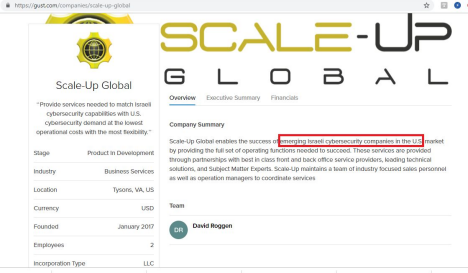 https://gust.com/companies/scale-up-global
SCALE-UP
GLOBAL
Scale-Up Global
"Provide services needed to match Israeli
cybersecurity capabilities with U.S.
cybersecurity demand at the lowest
operational costs with the most flexibility."
Stage Product In Development
Industry Business Services
Location Tysons, VA, US
Currency USD
Founded January 2017
Employees 2
Incorporation Type LLC
Overview Executive Summary Financials
Company Summary
Scale-Up Global enables the success of emerging Israeli cybersecurity companies in the U.S. market
by providing the full set of operating functions needed to succeed. These services are provided
through partnerships with best in class front and back office service providers, leading technical
solutions, and Subject Matter Experts. Scale-Up maintains a team of industry focused sales personnel
as well as operation managers to coordinate services
Team
DR David Roggen